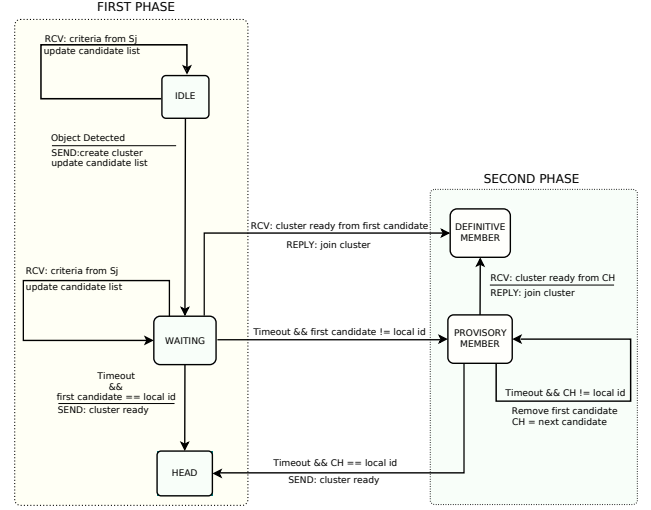 FIRST PHASE
RCV: criteria from Sj
update candidate list
IDLE
Object Detected
SEND:create cluster
update candidate list
SECOND PHASE
RCV: cluster ready from first candidate
REPLY: join cluster
DEFINITIVE
MEMBER
RCV: criteria from Sj
update candidate list
RCV: cluster ready from CH
REPLY: join cluster
WAITING
Timeout && first candidate != local id
PROVISORY
MEMBER
Timeout
&&
first candidate == local id
SEND: cluster ready
Timeout && CH != local id
Remove first candidate
CH = next candidate
HEAD
Timeout && CH == local id
SEND: cluster ready